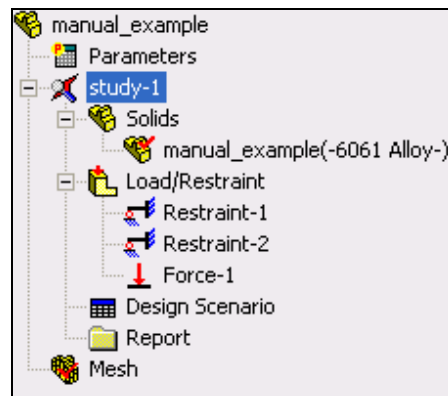 manual_example
Parameters
study-1
Solids
manual_example(-6061 Alloy-)
Load/Restraint
Restraint-1
Restraint-2
Force-1
Design Scenario
Report
Mesh